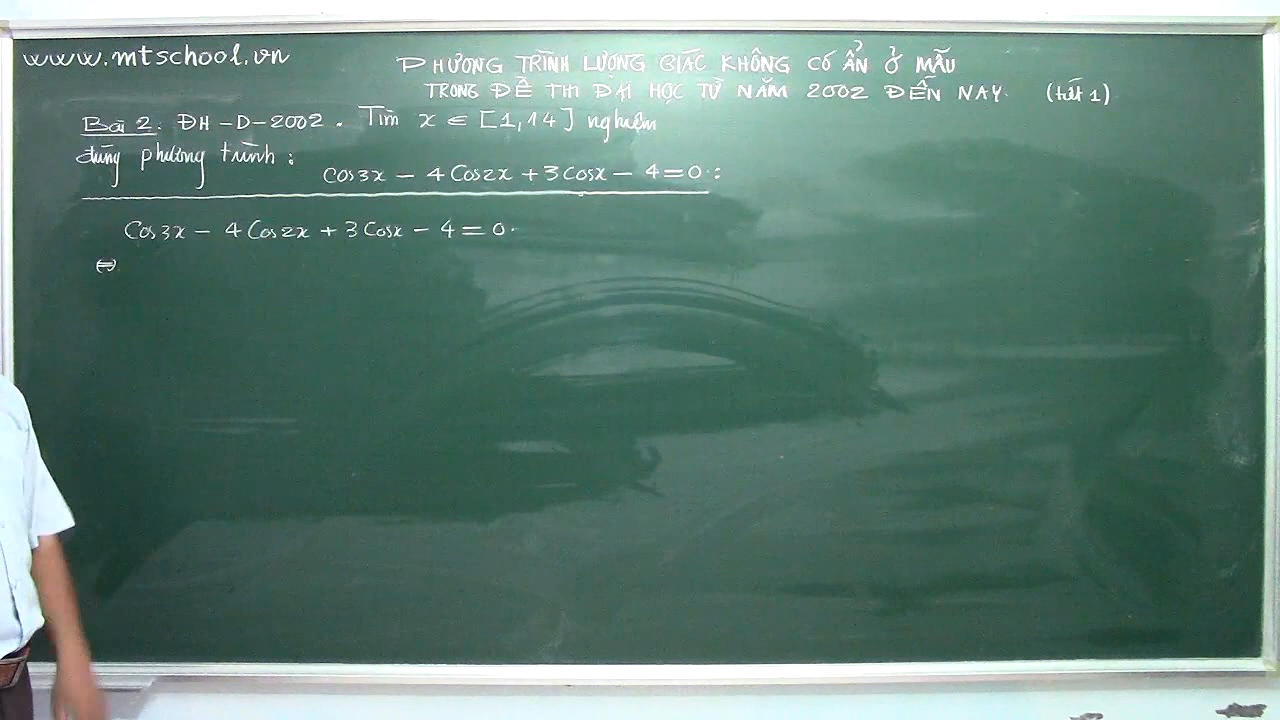 www.mtschool.vn
PHƯƠNG TRÌNH LƯỢNG GIÁC KHÔNG CÓ ẨN Ở MẪU
TRONG ĐỀ THI ĐẠI HỌC TỪ NĂM 2002 ĐẾN NAY. (tiết 1)
Bài 2. ĐH - D - 2002. Tìm x ∈ [1,14] nghiệm
đúng phương trình:
Cos3x - 4Cos2x + 3Cosx - 4 = 0 :
Cos3x - 4Cos2x + 3Cosx - 4 = 0.
⇔